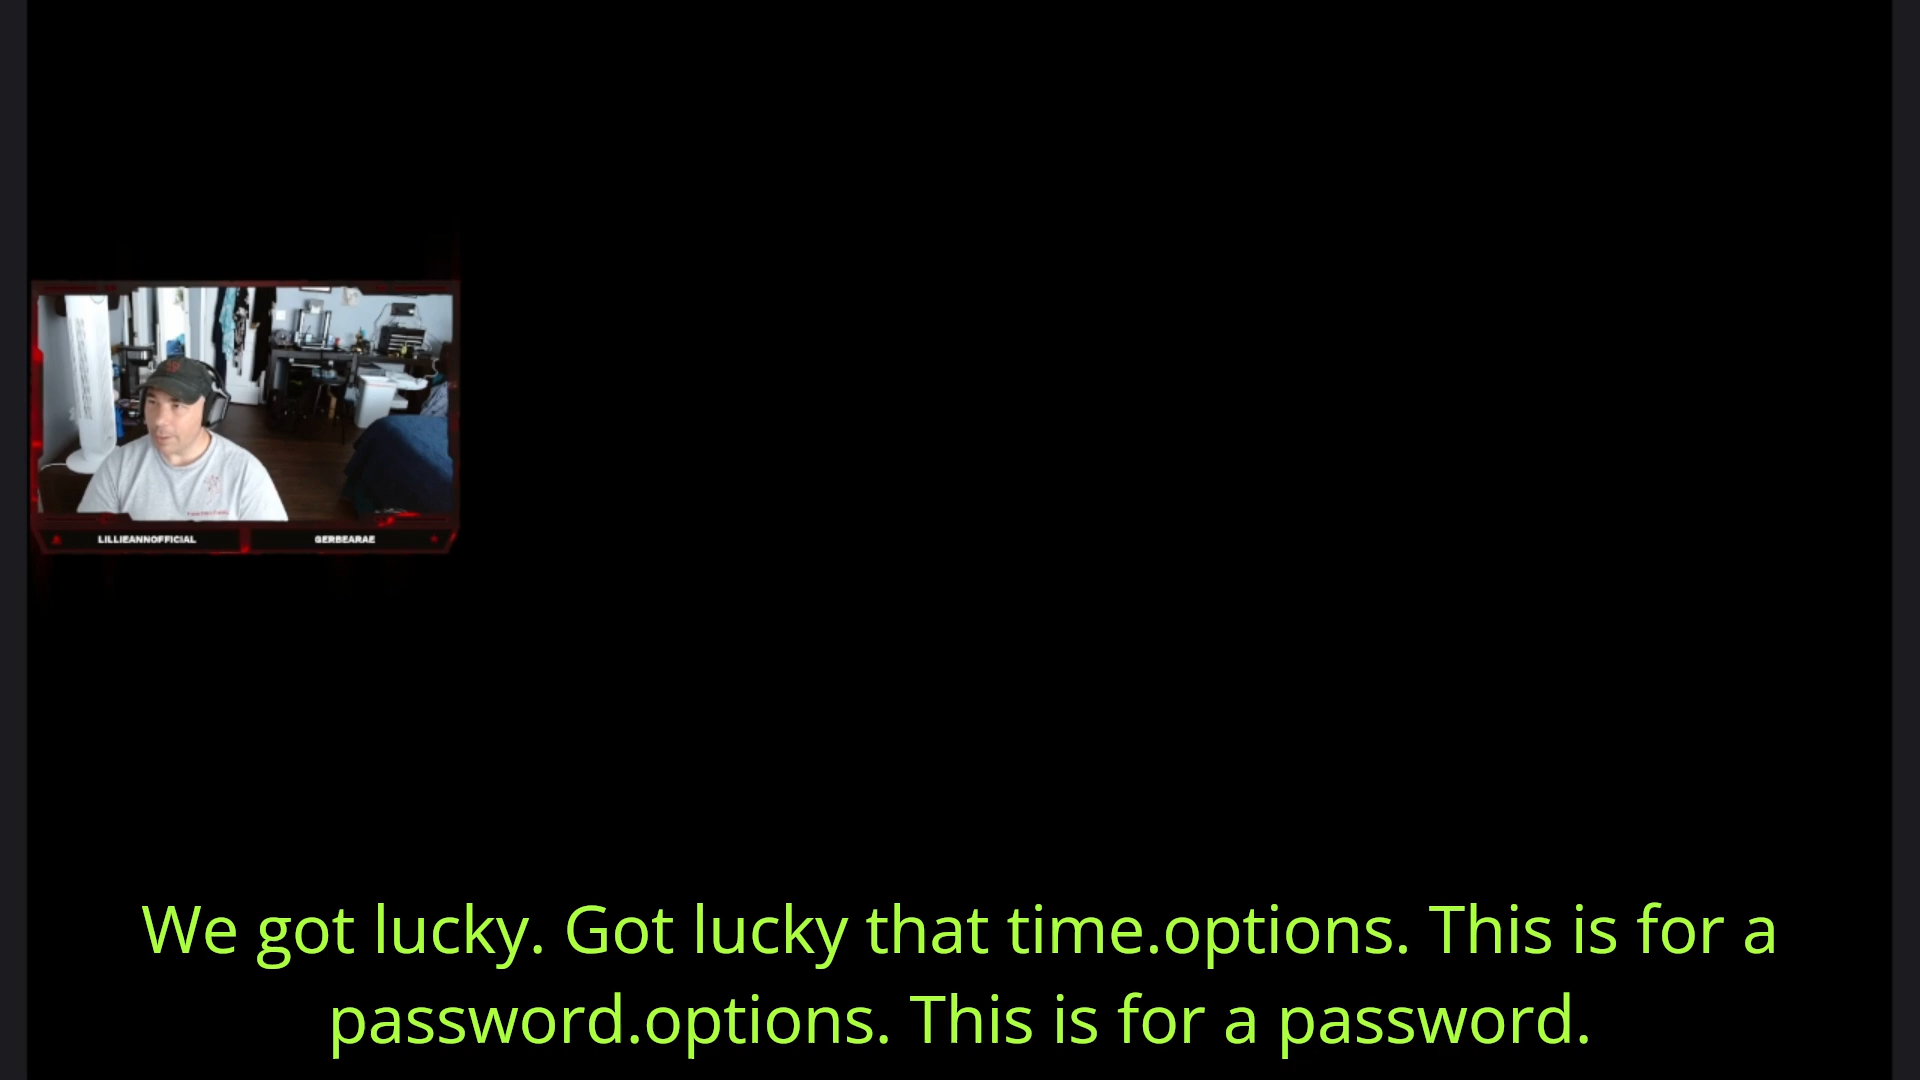 LILLIEANNOFFICIAL GERBEARAE
We got lucky. Got lucky that time.options. This is for a
password.options. This is for a password.